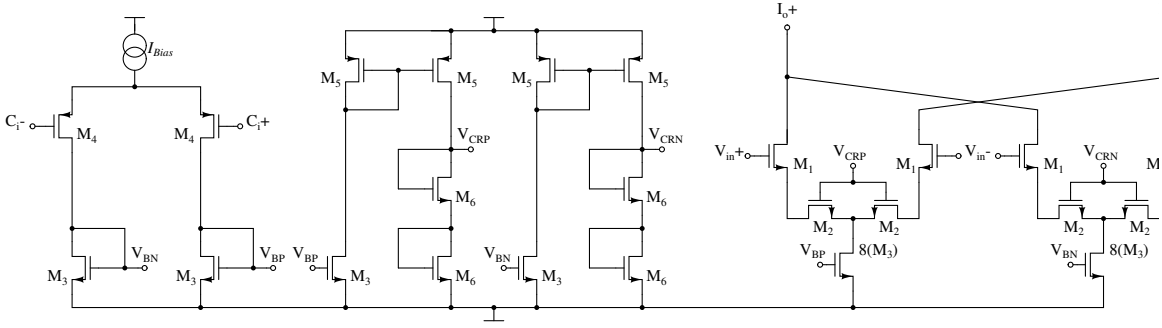 I_o+
I_Bias
M_5
M_5
M_5
M_5
C_i-
M_4
M_4
C_i+
V_CRP
V_CRN
V_in+
M_1
V_CRP
M_1
V_in-
M_1
V_CRN
M
M_6
M_6
M_2
M_2
M_2
M_2
V_BN
V_BP
V_BP
V_BN
V_BP
8(M_3)
V_BN
8(M_3)
M_3
M_3
M_3
M_6
M_3
M_6